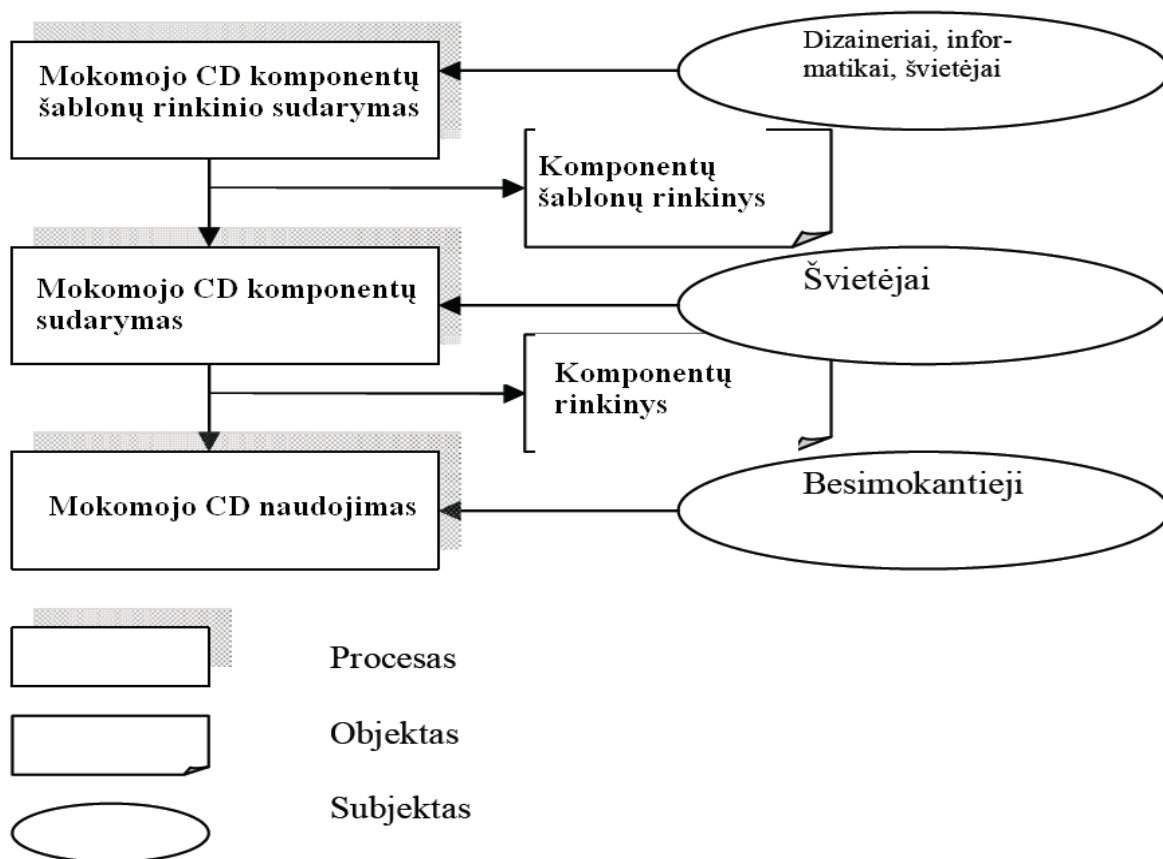 Mokomojo CD komponentų
šablonų rinkinio sudarymas
Dizaineriai, infor-
matikai, švietėjai
Komponentų
šablonų rinkinys
Mokomojo CD komponentų
sudarymas
Švietėjai
Komponentų
rinkinys
Mokomojo CD naudojimas
Besimokantieji
Procesas
Objektas
Subjektas